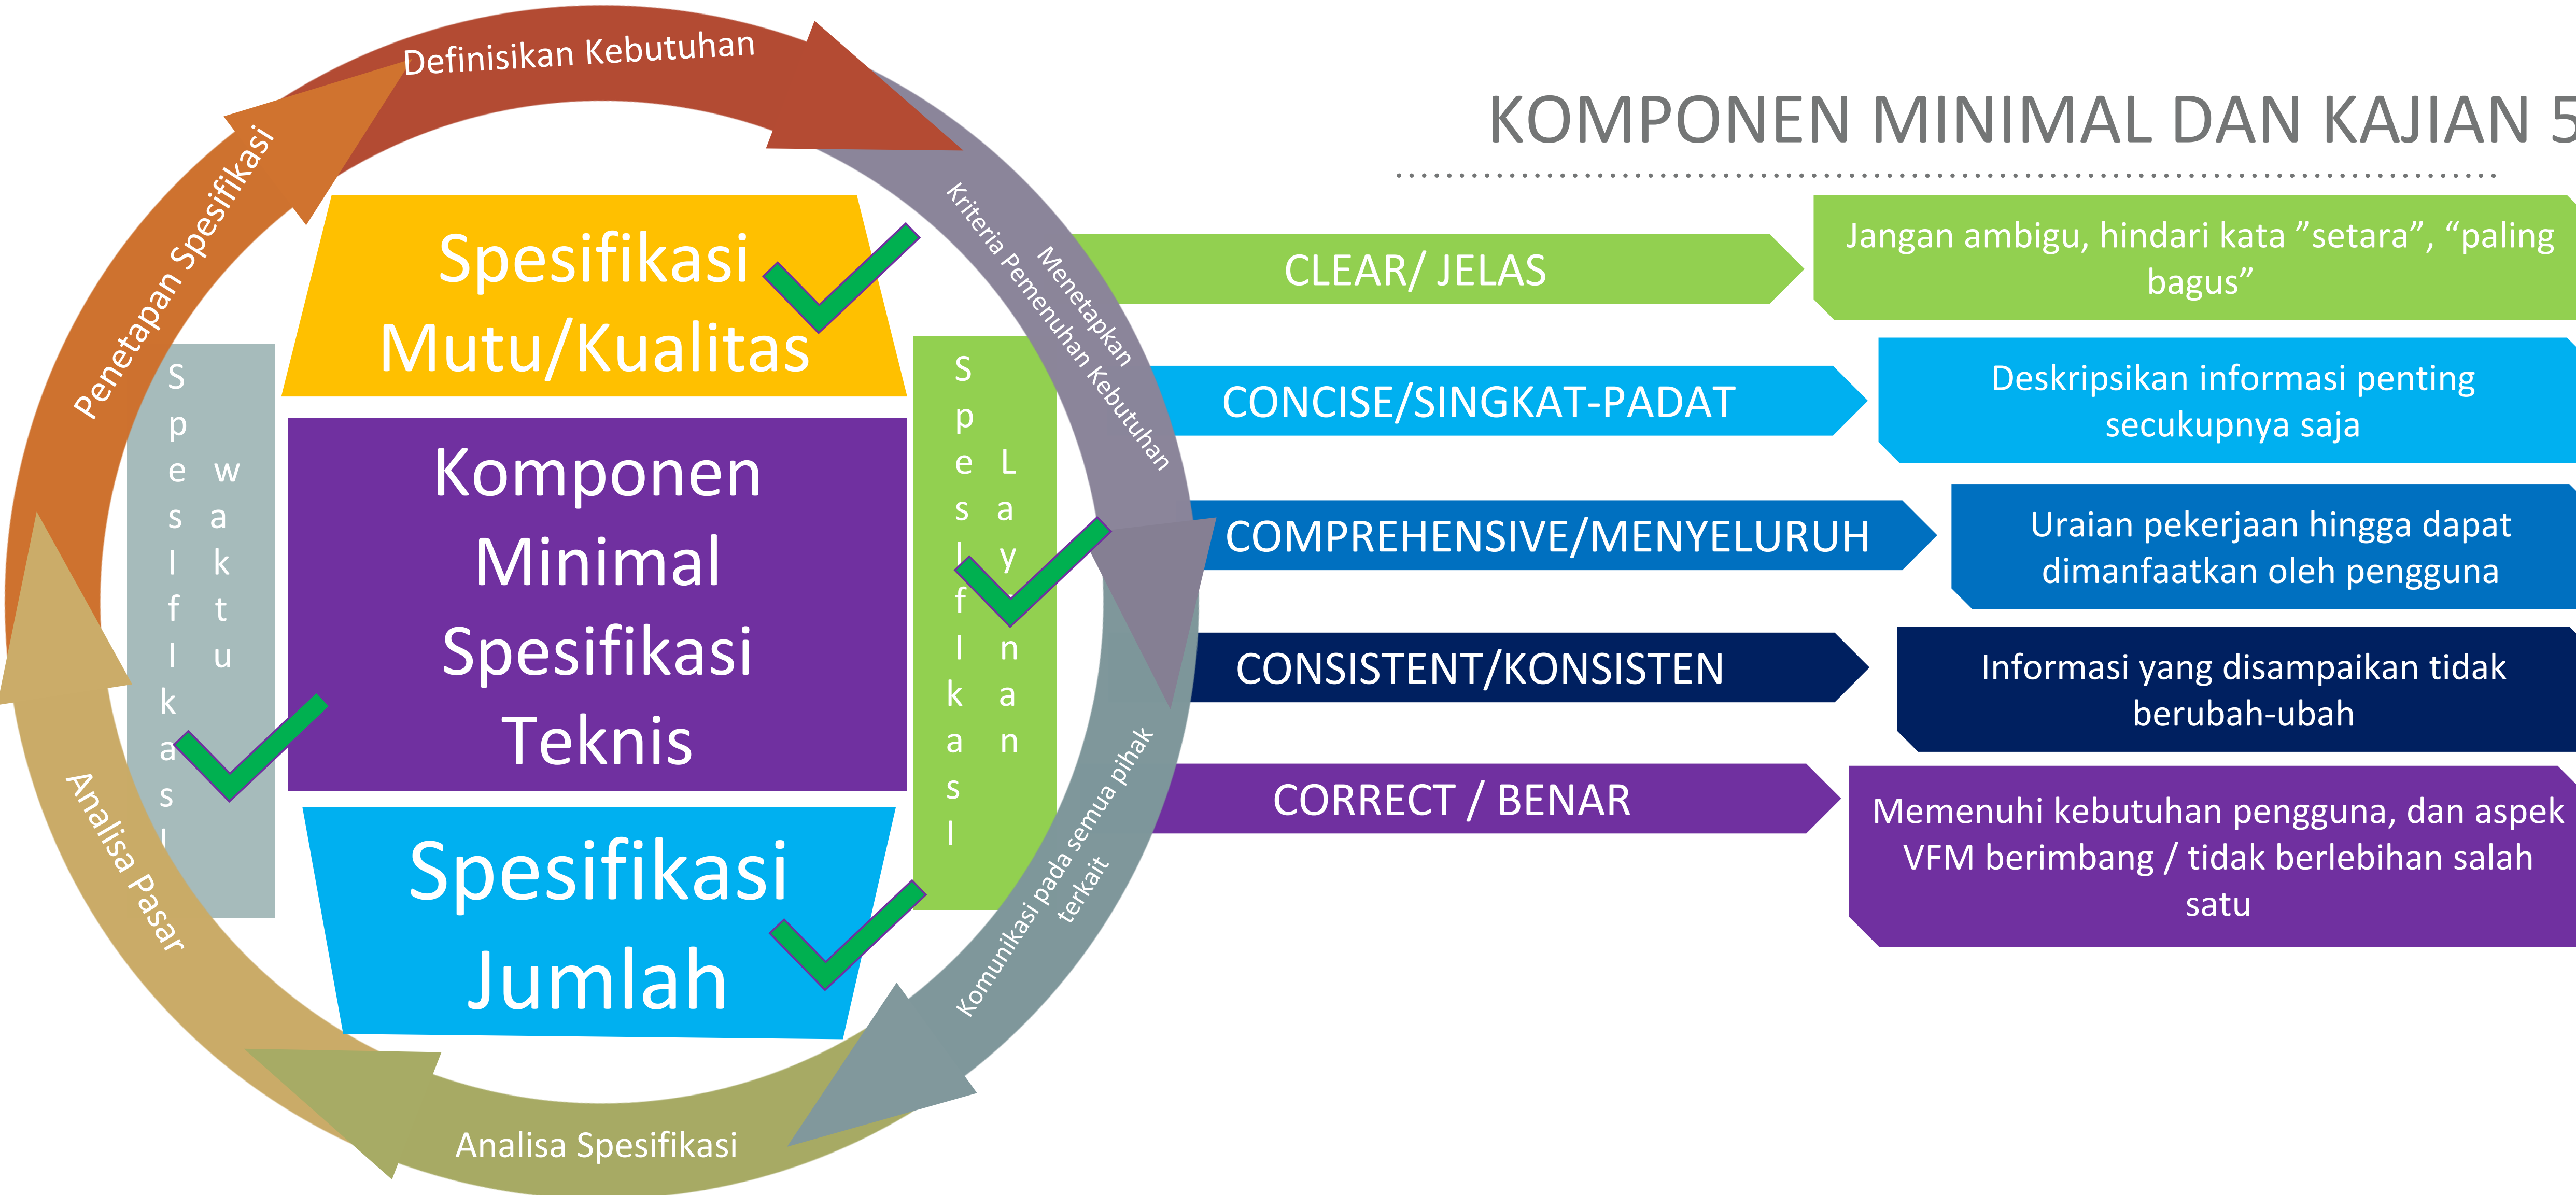 KOMPONEN MINIMAL DAN KAJIAN 5
Definisikan Kebutuhan
Menetapkan
Kriteria Pemenuhan Kebutuhan
Komunikasi pada semua pihak
terkait
Analisa Spesifikasi
Analisa Pasar
Penetapan Spesifikasi
Spesifikasi
Mutu/Kualitas
SpesIfIkasI
waktu
Komponen
Minimal
Spesifikasi
Teknis
SpesIfIkasI
Layanan
Spesifikasi
Jumlah
CLEAR/ JELAS
Jangan ambigu, hindari kata ”setara”, “paling
bagus”
CONCISE/SINGKAT-PADAT
Deskripsikan informasi penting
secukupnya saja
COMPREHENSIVE/MENYELURUH
Uraian pekerjaan hingga dapat
dimanfaatkan oleh pengguna
CONSISTENT/KONSISTEN
Informasi yang disampaikan tidak
berubah-ubah
CORRECT / BENAR
Memenuhi kebutuhan pengguna, dan aspek
VFM berimbang / tidak berlebihan salah
satu